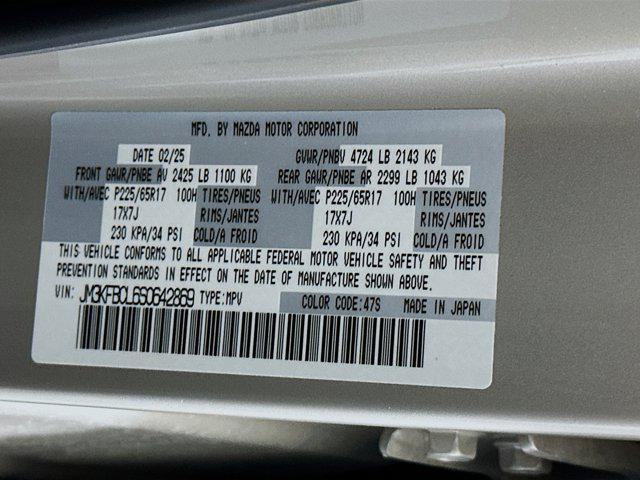 MFD. BY MAZDA MOTOR CORPORATION
DATE 02/25 GVWR/PNBV 4724 LB 2143 KG
FRONT GAWR/PNBE AV 2425 LB 1100 KG REAR GAWR/PNBE AR 2299 LB 1043 KG
WITH/AVEC P225/65R17 100H TIRES/PNEUS WITH/AVEC P225/65R17 100H TIRES/PNEUS
17X7J RIMS/JANTES 17X7J RIMS/JANTES
230 KPA/34 PSI COLD/A FROID 230 KPA/34 PSI COLD/A FROID
THIS VEHICLE CONFORMS TO ALL APPLICABLE FEDERAL MOTOR VEHICLE SAFETY AND THEFT
PREVENTION STANDARDS IN EFFECT ON THE DATE OF MANUFACTURE SHOWN ABOVE.
VIN: JM3KFBCL6S0642869 TYPE:MPV COLOR CODE:47S MADE IN JAPAN